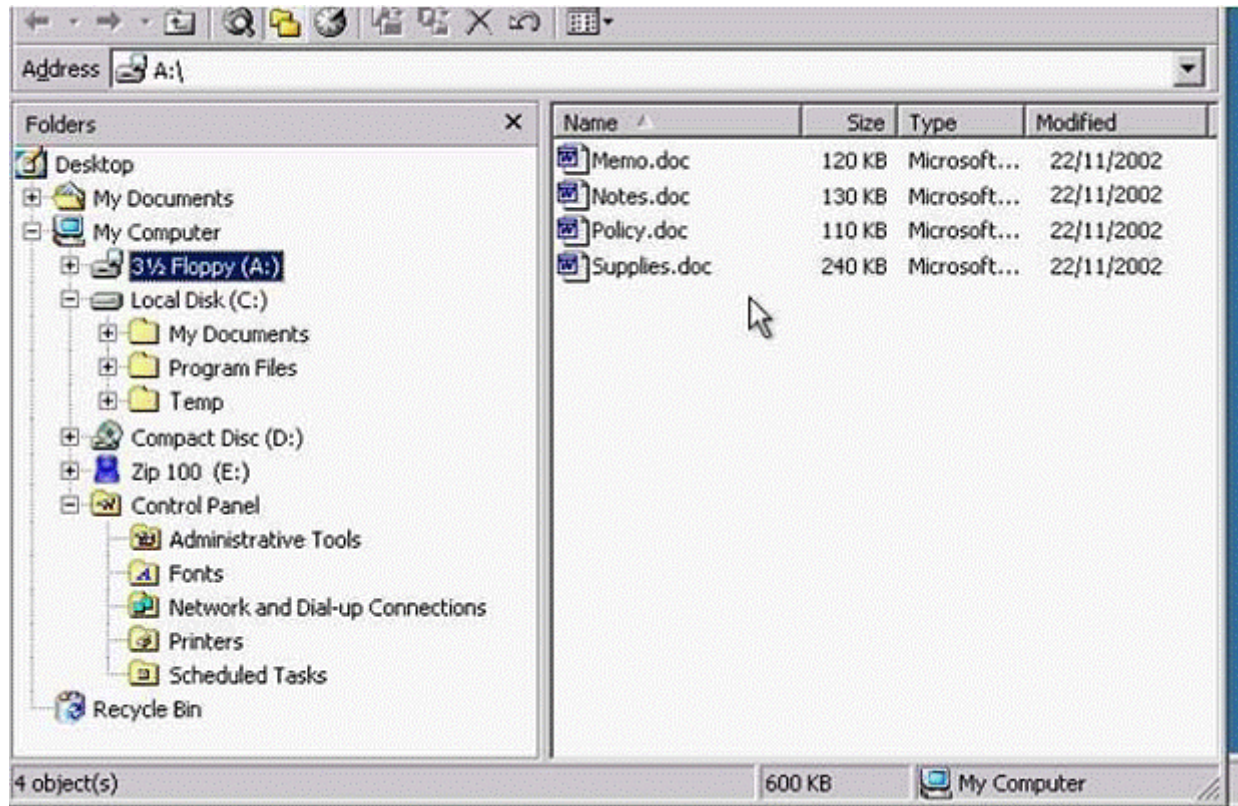 Address A:\
Folders
Desktop
My Documents
My Computer
3½ Floppy (A:)
Local Disk (C:)
My Documents
Program Files
Temp
Compact Disc (D:)
Zip 100 (E:)
Control Panel
Administrative Tools
Fonts
Network and Dial-up Connections
Printers
Scheduled Tasks
Recycle Bin
Name Size Type Modified
Memo.doc 120 KB Microsoft... 22/11/2002
Notes.doc 130 KB Microsoft... 22/11/2002
Policy.doc 110 KB Microsoft... 22/11/2002
Supplies.doc 240 KB Microsoft... 22/11/2002
4 object(s) 600 KB My Computer